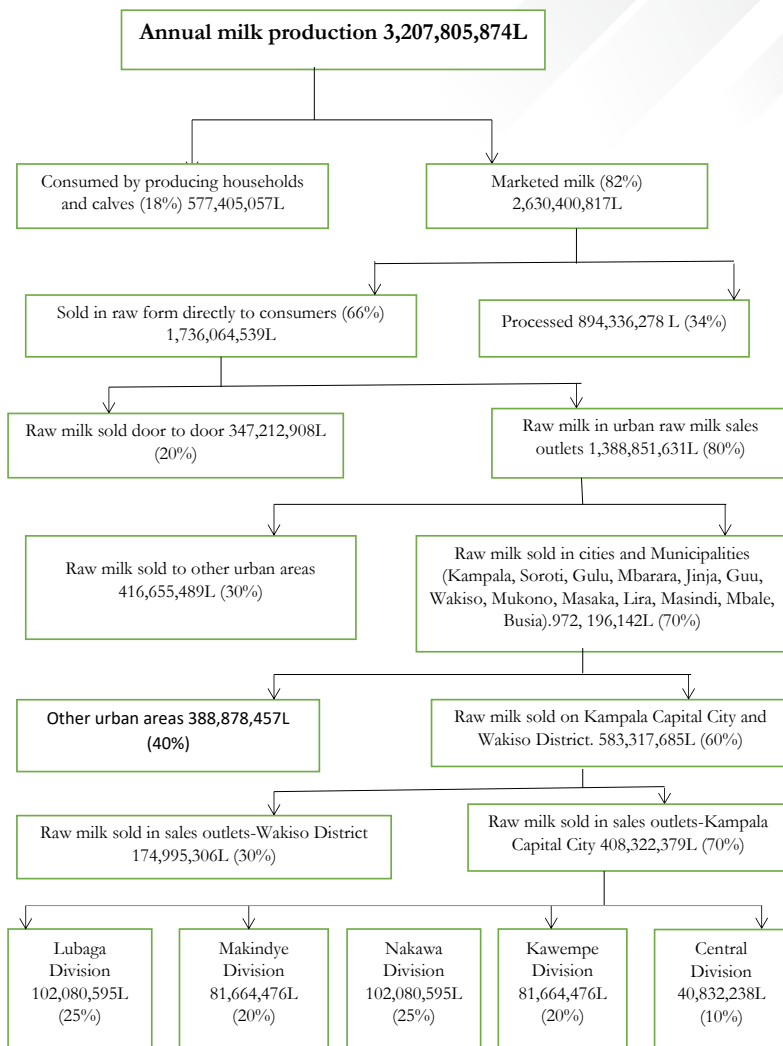 Annual milk production 3,207,805,874L
Consumed by producing households
and calves (18%) 577,405,057L
Marketed milk (82%)
2,630,400,817L
Sold in raw form directly to consumers (66%)
1,736,064,539L
Processed 894,336,278 L (34%)
Raw milk sold door to door 347,212,908L
(20%)
Raw milk in urban raw milk sales
outlets 1,388,851,631L (80%)
Raw milk sold to other urban areas
416,655,489L (30%)
Raw milk sold in cities and Municipalities
(Kampala, Soroti, Gulu, Mbarara, Jinja, Guu,
Wakiso, Mukono, Masaka, Lira, Masindi, Mbale,
Busia).972, 196,142L (70%)
Other urban areas 388,878,457L
(40%)
Raw milk sold on Kampala Capital City and
Wakiso District. 583,317,685L (60%)
Raw milk sold in sales outlets-Wakiso District
174,995,306L (30%)
Raw milk sold in sales outlets-Kampala
Capital City 408,322,379L (70%)
Lubaga
Division
102,080,595L
(25%)
Makindye
Division
81,664,476L
(20%)
Nakawa
Division
102,080,595L
(25%)
Kawempe
Division
81,664,476L
(20%)
Central
Division
40,832,238L
(10%)